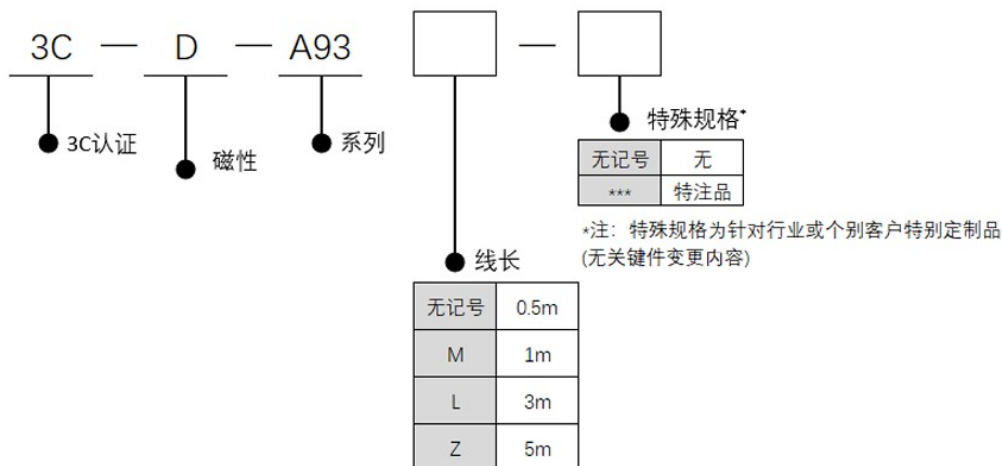 3C — D — A93 —
3C认证
磁性
系列
特殊规格*
无记号 无
*** 特注品
*注：特殊规格为针对行业或个别客户特别定制品
(无关键件变更内容)
线长
无记号 0.5m
M 1m
L 3m
Z 5m